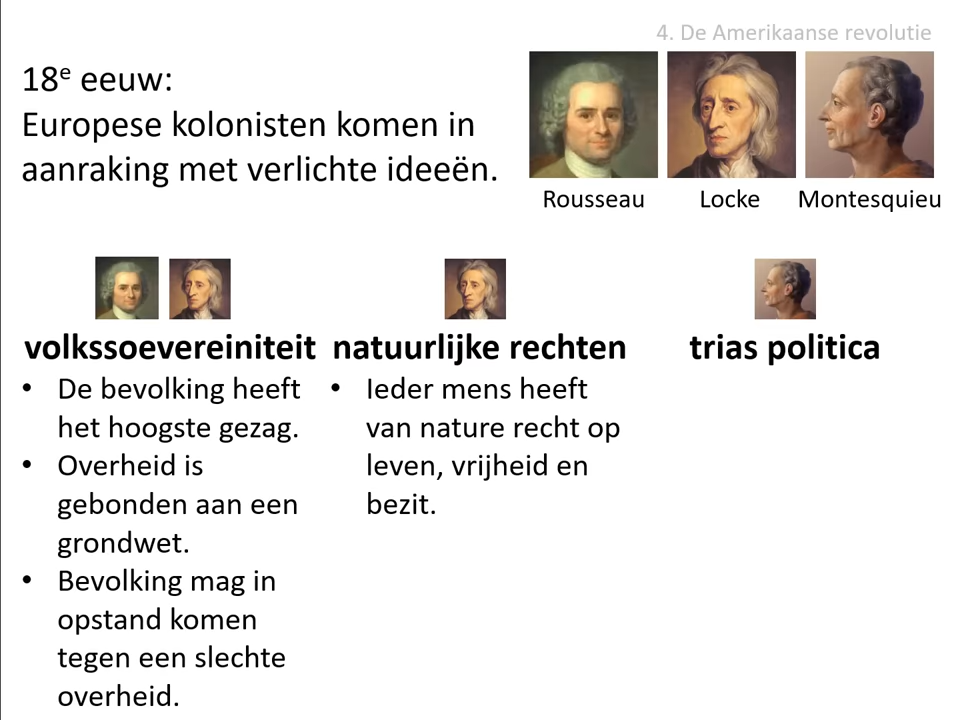 4. De Amerikaanse revolutie
18e eeuw:
Europese kolonisten komen in
aanraking met verlichte ideeën.
Rousseau
Locke
Montesquieu
volkssoevereiniteit
• De bevolking heeft
het hoogste gezag.
• Overheid is
gebonden aan een
grondwet.
• Bevolking mag in
opstand komen
tegen een slechte
overheid.
natuurlijke rechten
• Ieder mens heeft
van nature recht op
leven, vrijheid en
bezit.
trias politica